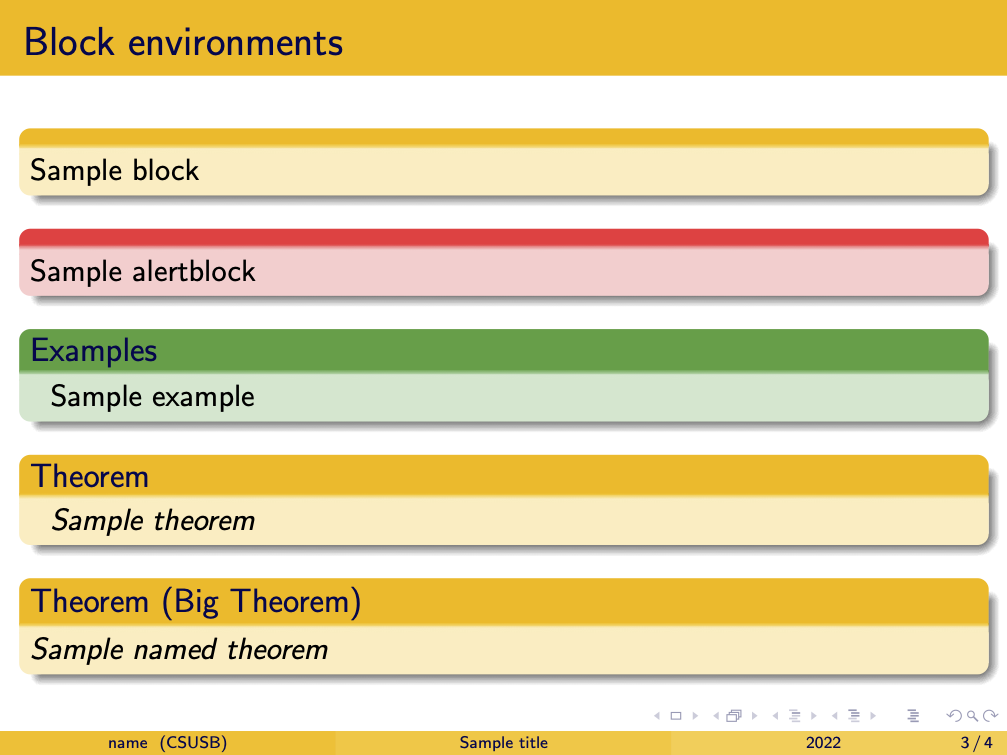 Block environments
Sample block
Sample alertblock
Examples
Sample example
Theorem
Sample theorem
Theorem (Big Theorem)
Sample named theorem
name (CSUSB) Sample title 2022 3 / 4